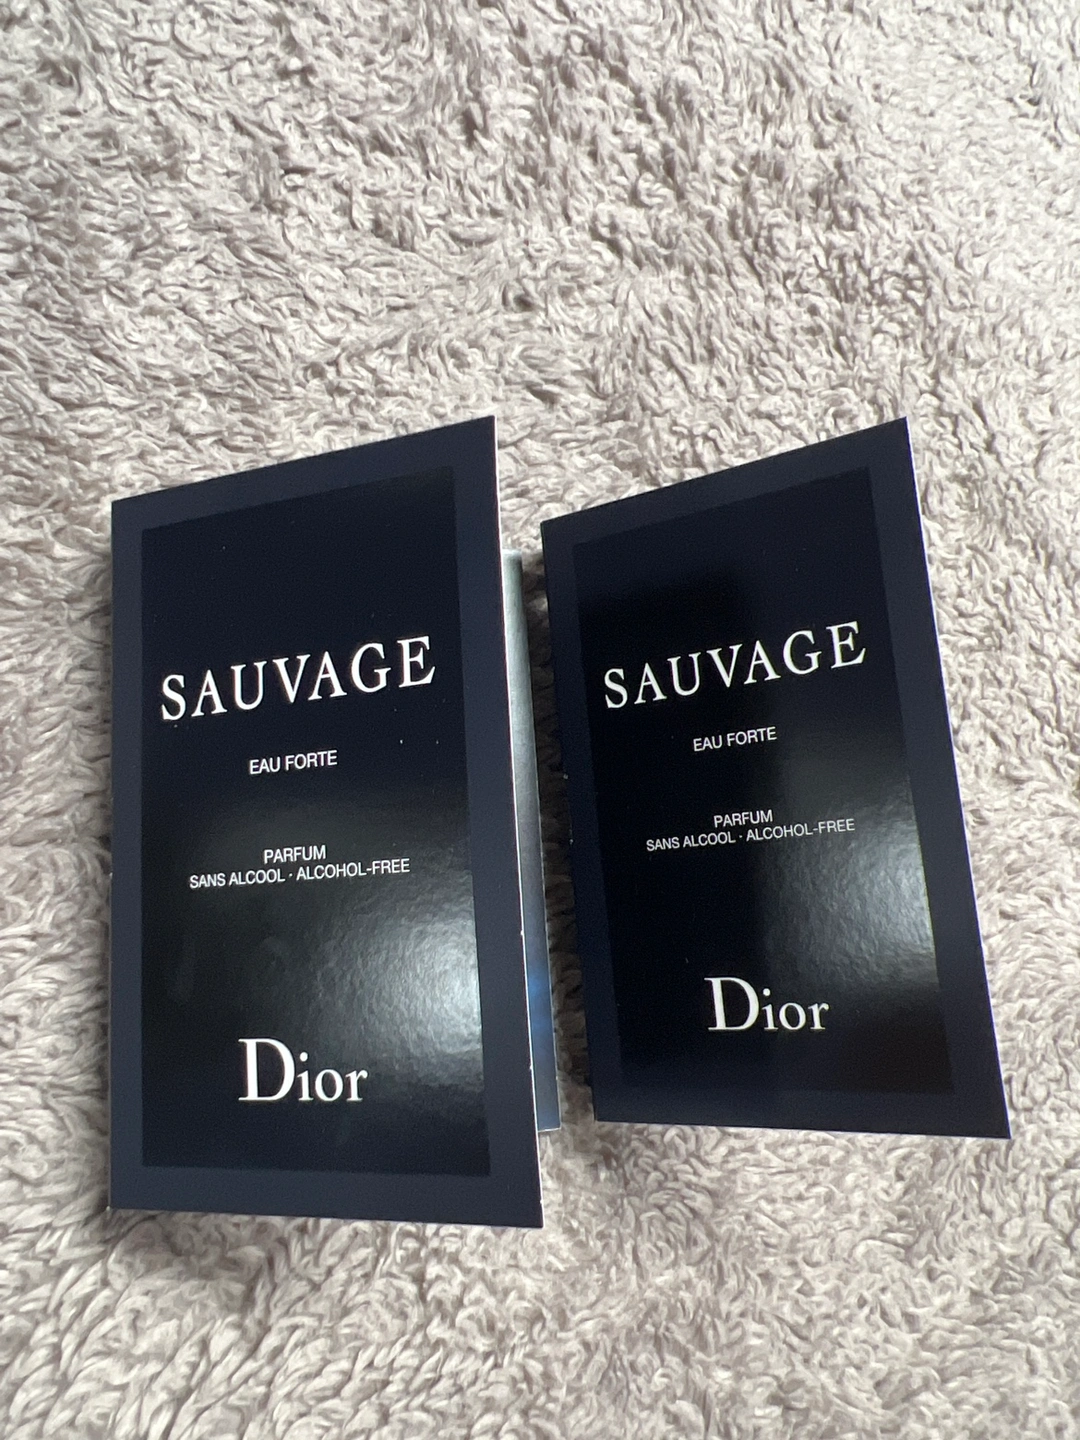 SAUVAGE
EAU FORTE
PARFUM
SANS ALCOOL · ALCOHOL-FREE
Dior
SAUVAGE
EAU FORTE
PARFUM
SANS ALCOOL · ALCOHOL-FREE
Dior